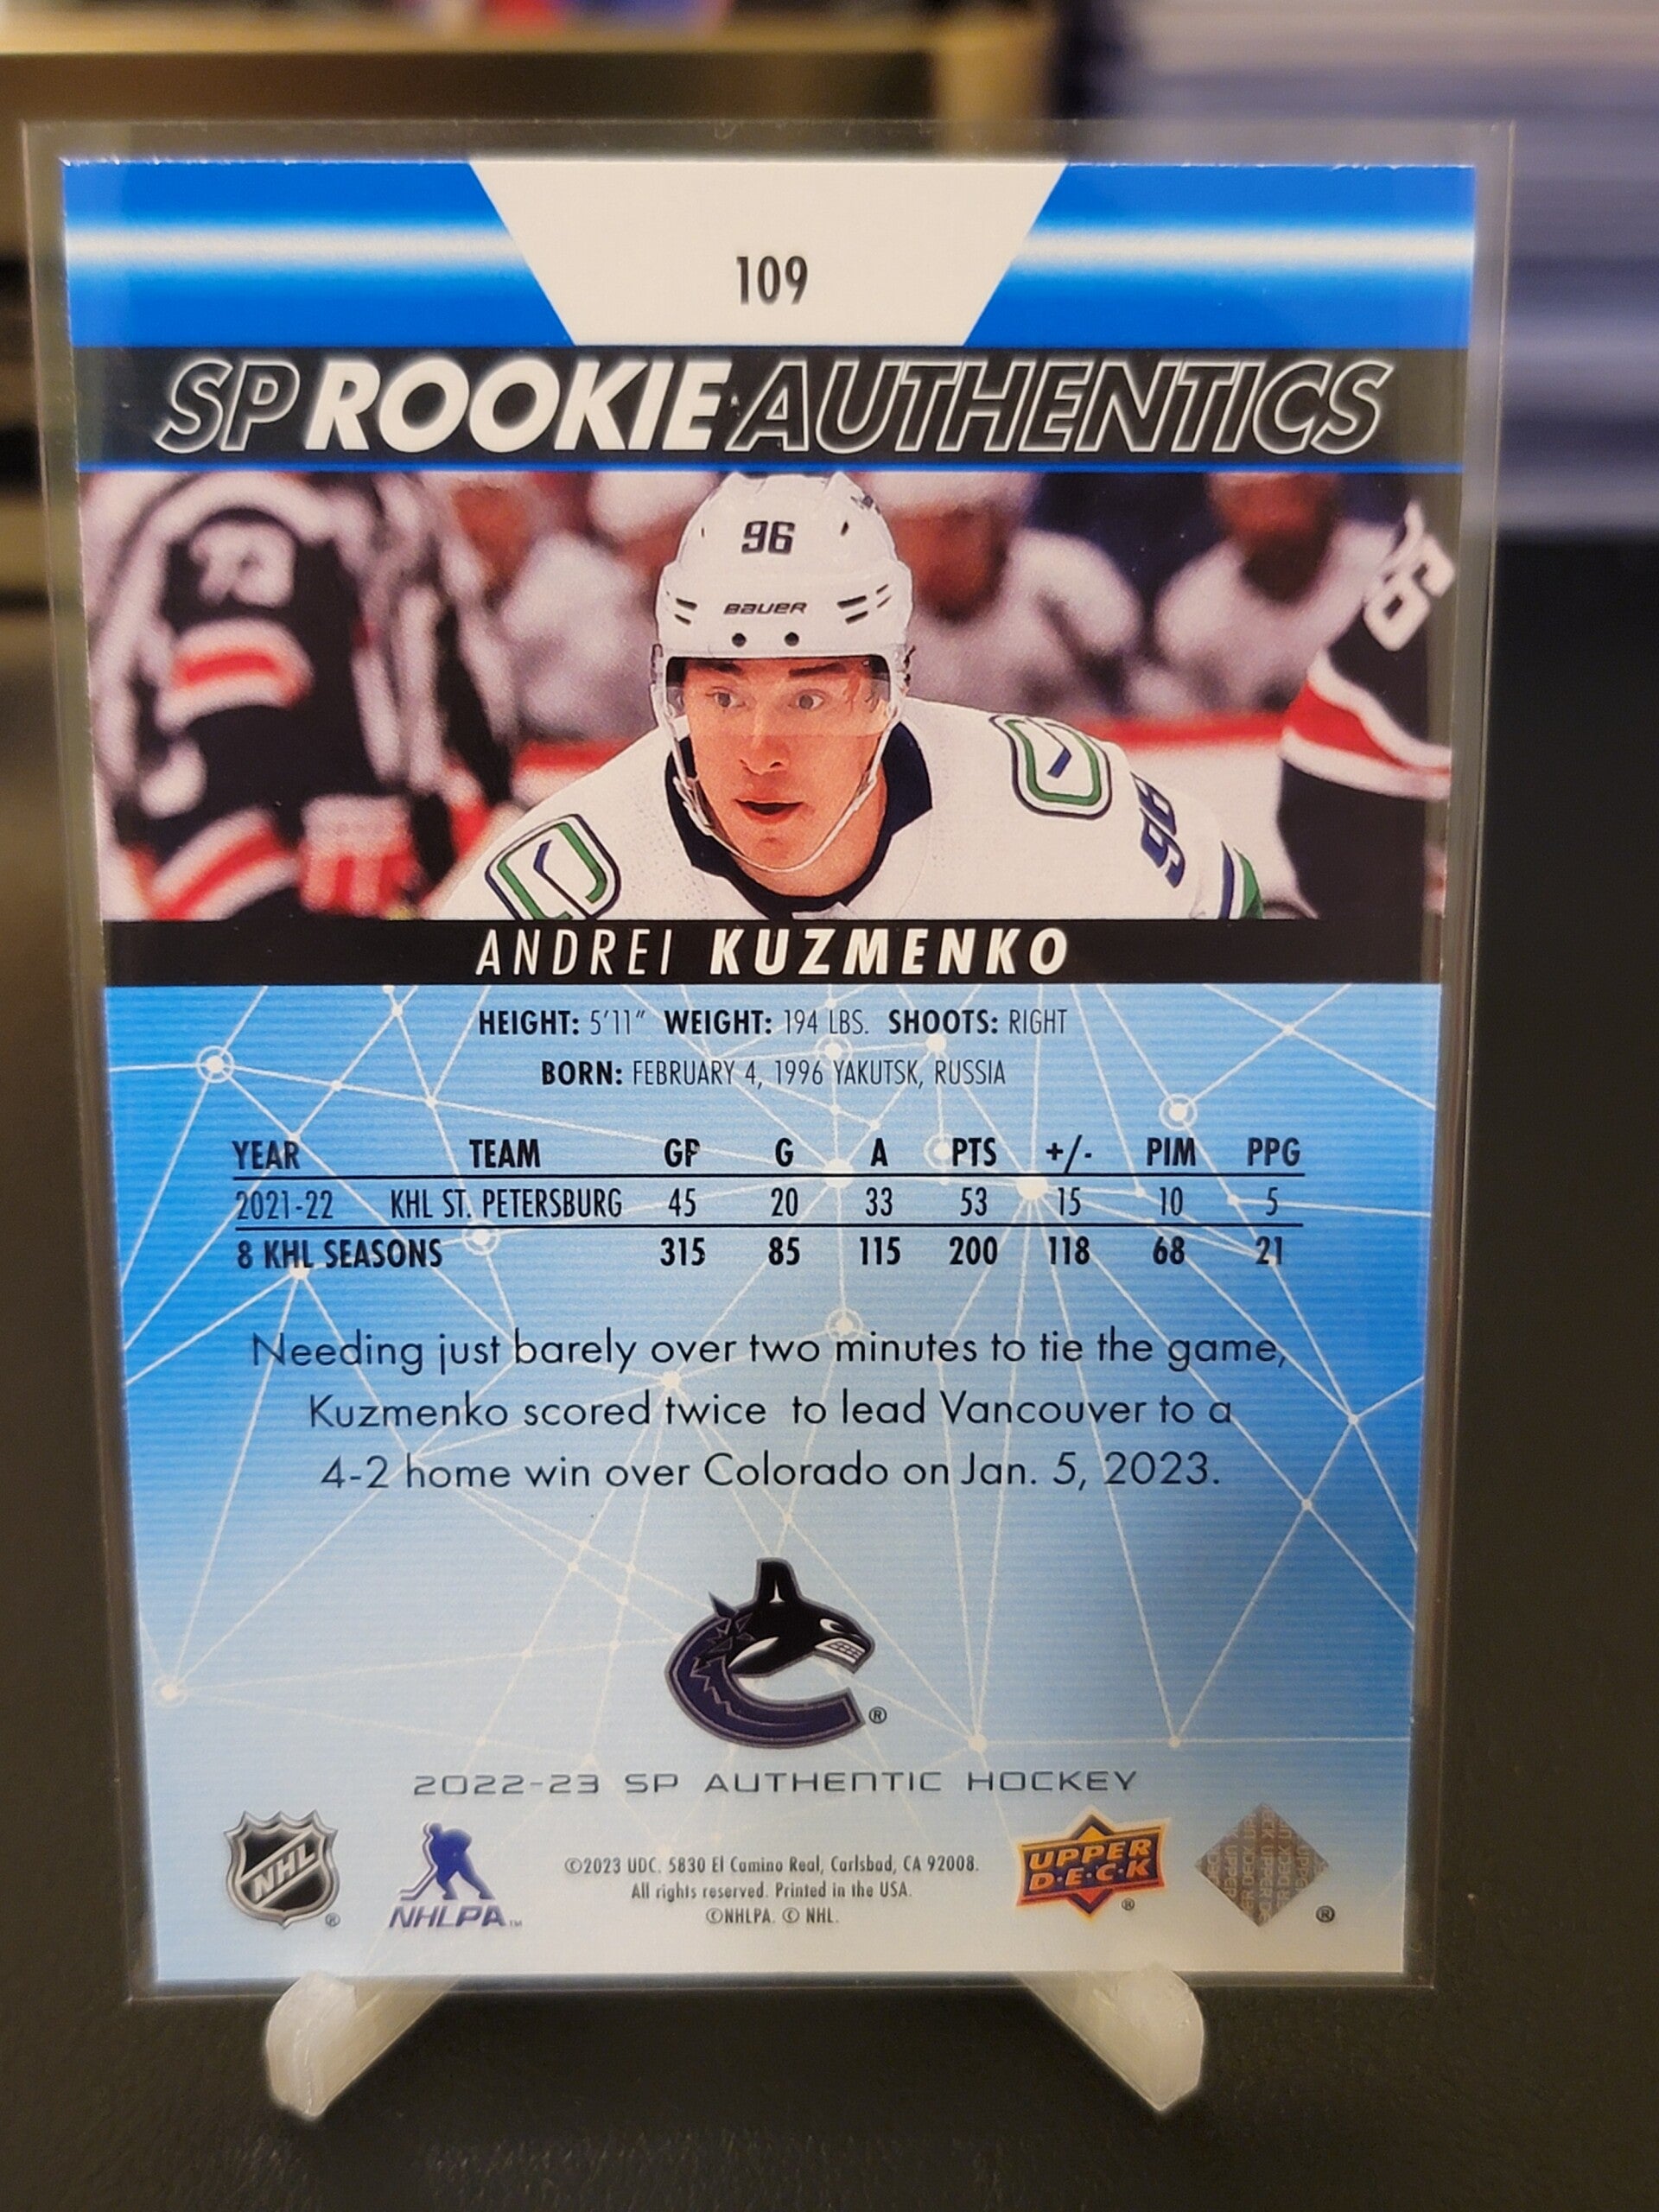 109
SP ROOKIE AUTHENTICS
96
BAUER
73
96
96
ANDREI KUZMENKO
HEIGHT: 5'11" WEIGHT: 194 LBS. SHOOTS: RIGHT
BORN: FEBRUARY 4, 1996 YAKUTSK, RUSSIA
YEAR TEAM GP G A PTS +/- PIM PPG
2021-22 KHL ST. PETERSBURG 45 20 33 53 15 10 5
8 KHL SEASONS 315 85 115 200 118 68 21
Needing just barely over two minutes to tie the game,
Kuzmenko scored twice to lead Vancouver to a
4-2 home win over Colorado on Jan. 5, 2023.
®
2022-23 SP AUTHENTIC HOCKEY
NHL ®
NHLPA™
©2023 UDC. 5830 El Camino Real, Carlsbad, CA 92008.
All rights reserved. Printed in the USA.
©NHLPA. © NHL.
UPPER
D·E·C·K ®
UPPER DECK ®